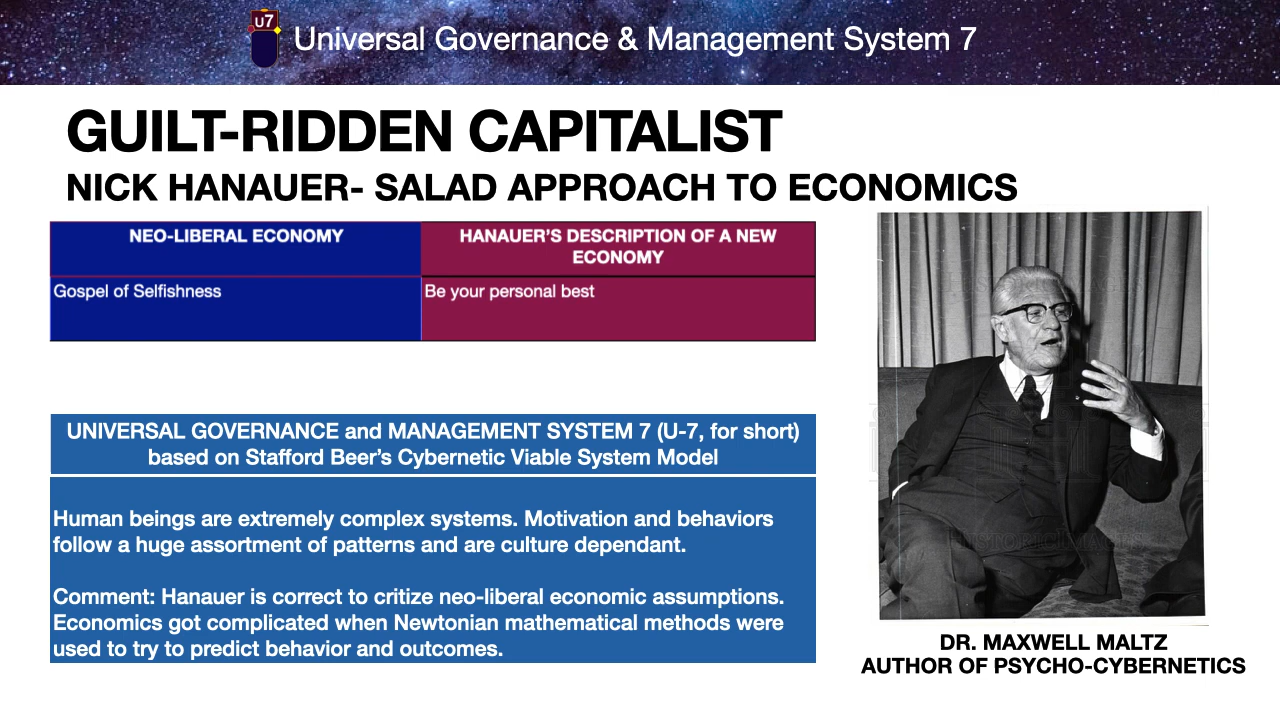 U7
Universal Governance & Management System 7
GUILT-RIDDEN CAPITALIST
NICK HANAUER- SALAD APPROACH TO ECONOMICS
NEO-LIBERAL ECONOMY
HANAUER’S DESCRIPTION OF A NEW
ECONOMY
Gospel of Selfishness
Be your personal best
UNIVERSAL GOVERNANCE and MANAGEMENT SYSTEM 7 (U-7, for short)
based on Stafford Beer’s Cybernetic Viable System Model
Human beings are extremely complex systems. Motivation and behaviors
follow a huge assortment of patterns and are culture dependant.
Comment: Hanauer is correct to critize neo-liberal economic assumptions.
Economics got complicated when Newtonian mathematical methods were
used to try to predict behavior and outcomes.
DR. MAXWELL MALTZ
AUTHOR OF PSYCHO-CYBERNETICS